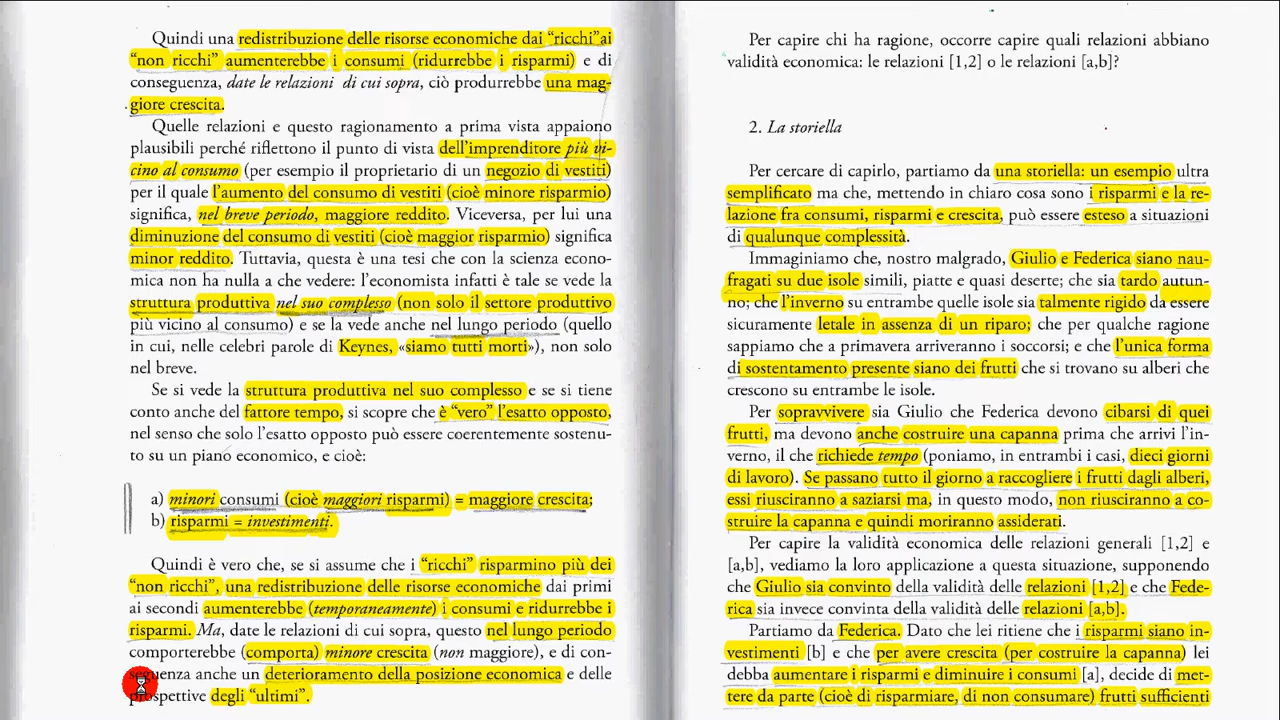 Quindi una redistribuzione delle risorse economiche dai “ricchi”ai
“non ricchi” aumenterebbe i consumi (ridurrebbe i risparmi) e di
conseguenza, date le relazioni di cui sopra, ciò produrrebbe una mag-
giore crescita.
Quelle relazioni e questo ragionamento a prima vista appaiono
plausibili perché riflettono il punto di vista dell’imprenditore più vi-
cino al consumo (per esempio il proprietario di un negozio di vestiti)
per il quale l’aumento del consumo di vestiti (cioè minore risparmio)
significa, nel breve periodo, maggiore reddito. Viceversa, per lui una
diminuzione del consumo di vestiti (cioè maggior risparmio) significa
minor reddito. Tuttavia, questa è una tesi che con la scienza econo-
mica non ha nulla a che vedere: l’economista infatti è tale se vede la
struttura produttiva nel suo complesso (non solo il settore produttivo
più vicino al consumo) e se la vede anche nel lungo periodo (quello
in cui, nelle celebri parole di Keynes, «siamo tutti morti»), non solo
nel breve.
Se si vede la struttura produttiva nel suo complesso e se si tiene
conto anche del fattore tempo, si scopre che è “vero” l’esatto opposto,
nel senso che solo l’esatto opposto può essere coerentemente sostenu-
to su un piano economico, e cioè:
a) minori consumi (cioè maggiori risparmi) = maggiore crescita;
b) risparmi = investimenti.
Quindi è vero che, se si assume che i “ricchi” risparmino più dei
“non ricchi”, una redistribuzione delle risorse economiche dai primi
ai secondi aumenterebbe (temporaneamente) i consumi e ridurrebbe i
risparmi. Ma, date le relazioni di cui sopra, questo nel lungo periodo
comporterebbe (comporta) minore crescita (non maggiore), e di con-
seguenza anche un deterioramento della posizione economica e delle
prospettive degli “ultimi”.
Per capire chi ha ragione, occorre capire quali relazioni abbiano
validità economica: le relazioni [1,2] o le relazioni [a,b]?
2. La storiella
Per cercare di capirlo, partiamo da una storiella: un esempio ultra
semplificato ma che, mettendo in chiaro cosa sono i risparmi e la re-
lazione fra consumi, risparmi e crescita, può essere esteso a situazioni
di qualunque complessità.
Immaginiamo che, nostro malgrado, Giulio e Federica siano nau-
fragati su due isole simili, piatte e quasi deserte; che sia tardo autun-
no; che l’inverno su entrambe quelle isole sia talmente rigido da essere
sicuramente letale in assenza di un riparo; che per qualche ragione
sappiamo che a primavera arriveranno i soccorsi; e che l’unica forma
di sostentamento presente siano dei frutti che si trovano su alberi che
crescono su entrambe le isole.
Per sopravvivere sia Giulio che Federica devono cibarsi di quei
frutti, ma devono anche costruire una capanna prima che arrivi l’in-
verno, il che richiede tempo (poniamo, in entrambi i casi, dieci giorni
di lavoro). Se passano tutto il giorno a raccogliere i frutti dagli alberi,
essi riusciranno a saziarsi ma, in questo modo, non riusciranno a co-
struire la capanna e quindi moriranno assiderati.
Per capire la validità economica delle relazioni generali [1,2] e
[a,b], vediamo la loro applicazione a questa situazione, supponendo
che Giulio sia convinto della validità delle relazioni [1,2] e che Fede-
rica sia invece convinta della validità delle relazioni [a,b].
Partiamo da Federica. Dato che lei ritiene che i risparmi siano in-
vestimenti [b] e che per avere crescita (per costruire la capanna) lei
debba aumentare i risparmi e diminuire i consumi [a], decide di met-
tere da parte (cioè di risparmiare, di non consumare) frutti sufficienti